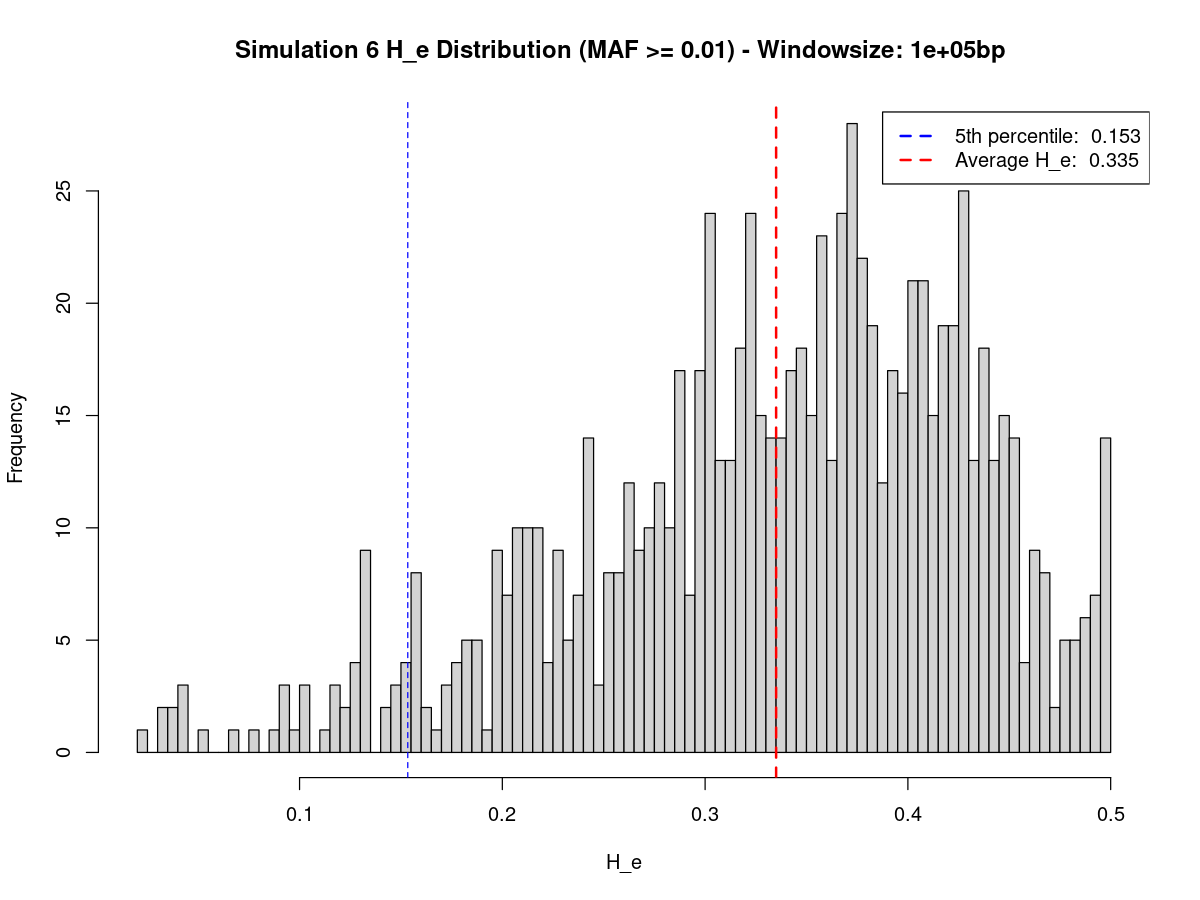 Simulation 6 H_e Distribution (MAF >= 0.01) - Windowsize: 1e+05bp
5th percentile: 0.153
Average H_e: 0.335
Frequency
25
20
15
10
5
0
0.1 0.2 0.3 0.4 0.5
H_e